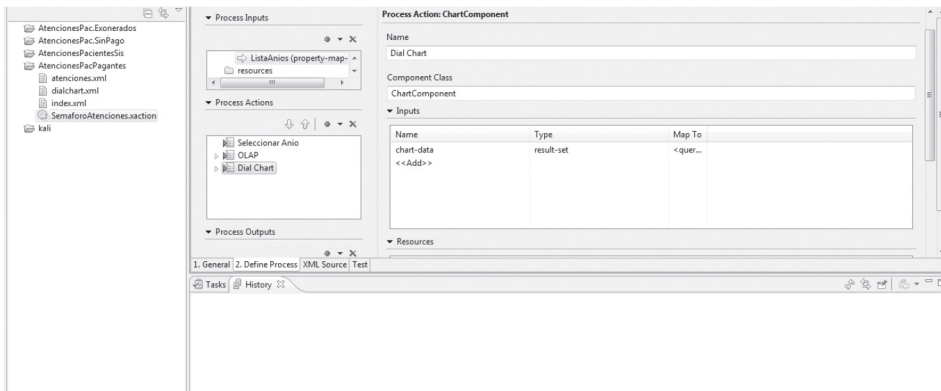 AtencionesPac.Exonerados
AtencionesPac.SinPago
AtencionesPacientesSis
AtencionesPacPagantes
atenciones.xml
dialchart.xml
index.xml
SemaforoAtenciones.xaction
kali
Process Inputs
ListaAnios (property-map-
resources
Process Actions
Seleccionar Anio
OLAP
Dial Chart
Process Outputs
Process Action: ChartComponent
Name
Dial Chart
Component Class
ChartComponent
Inputs
Name Type Map To
chart-data result-set <quer...
<<Add>>
Resources
1. General 2. Define Process XML Source Test
Tasks History